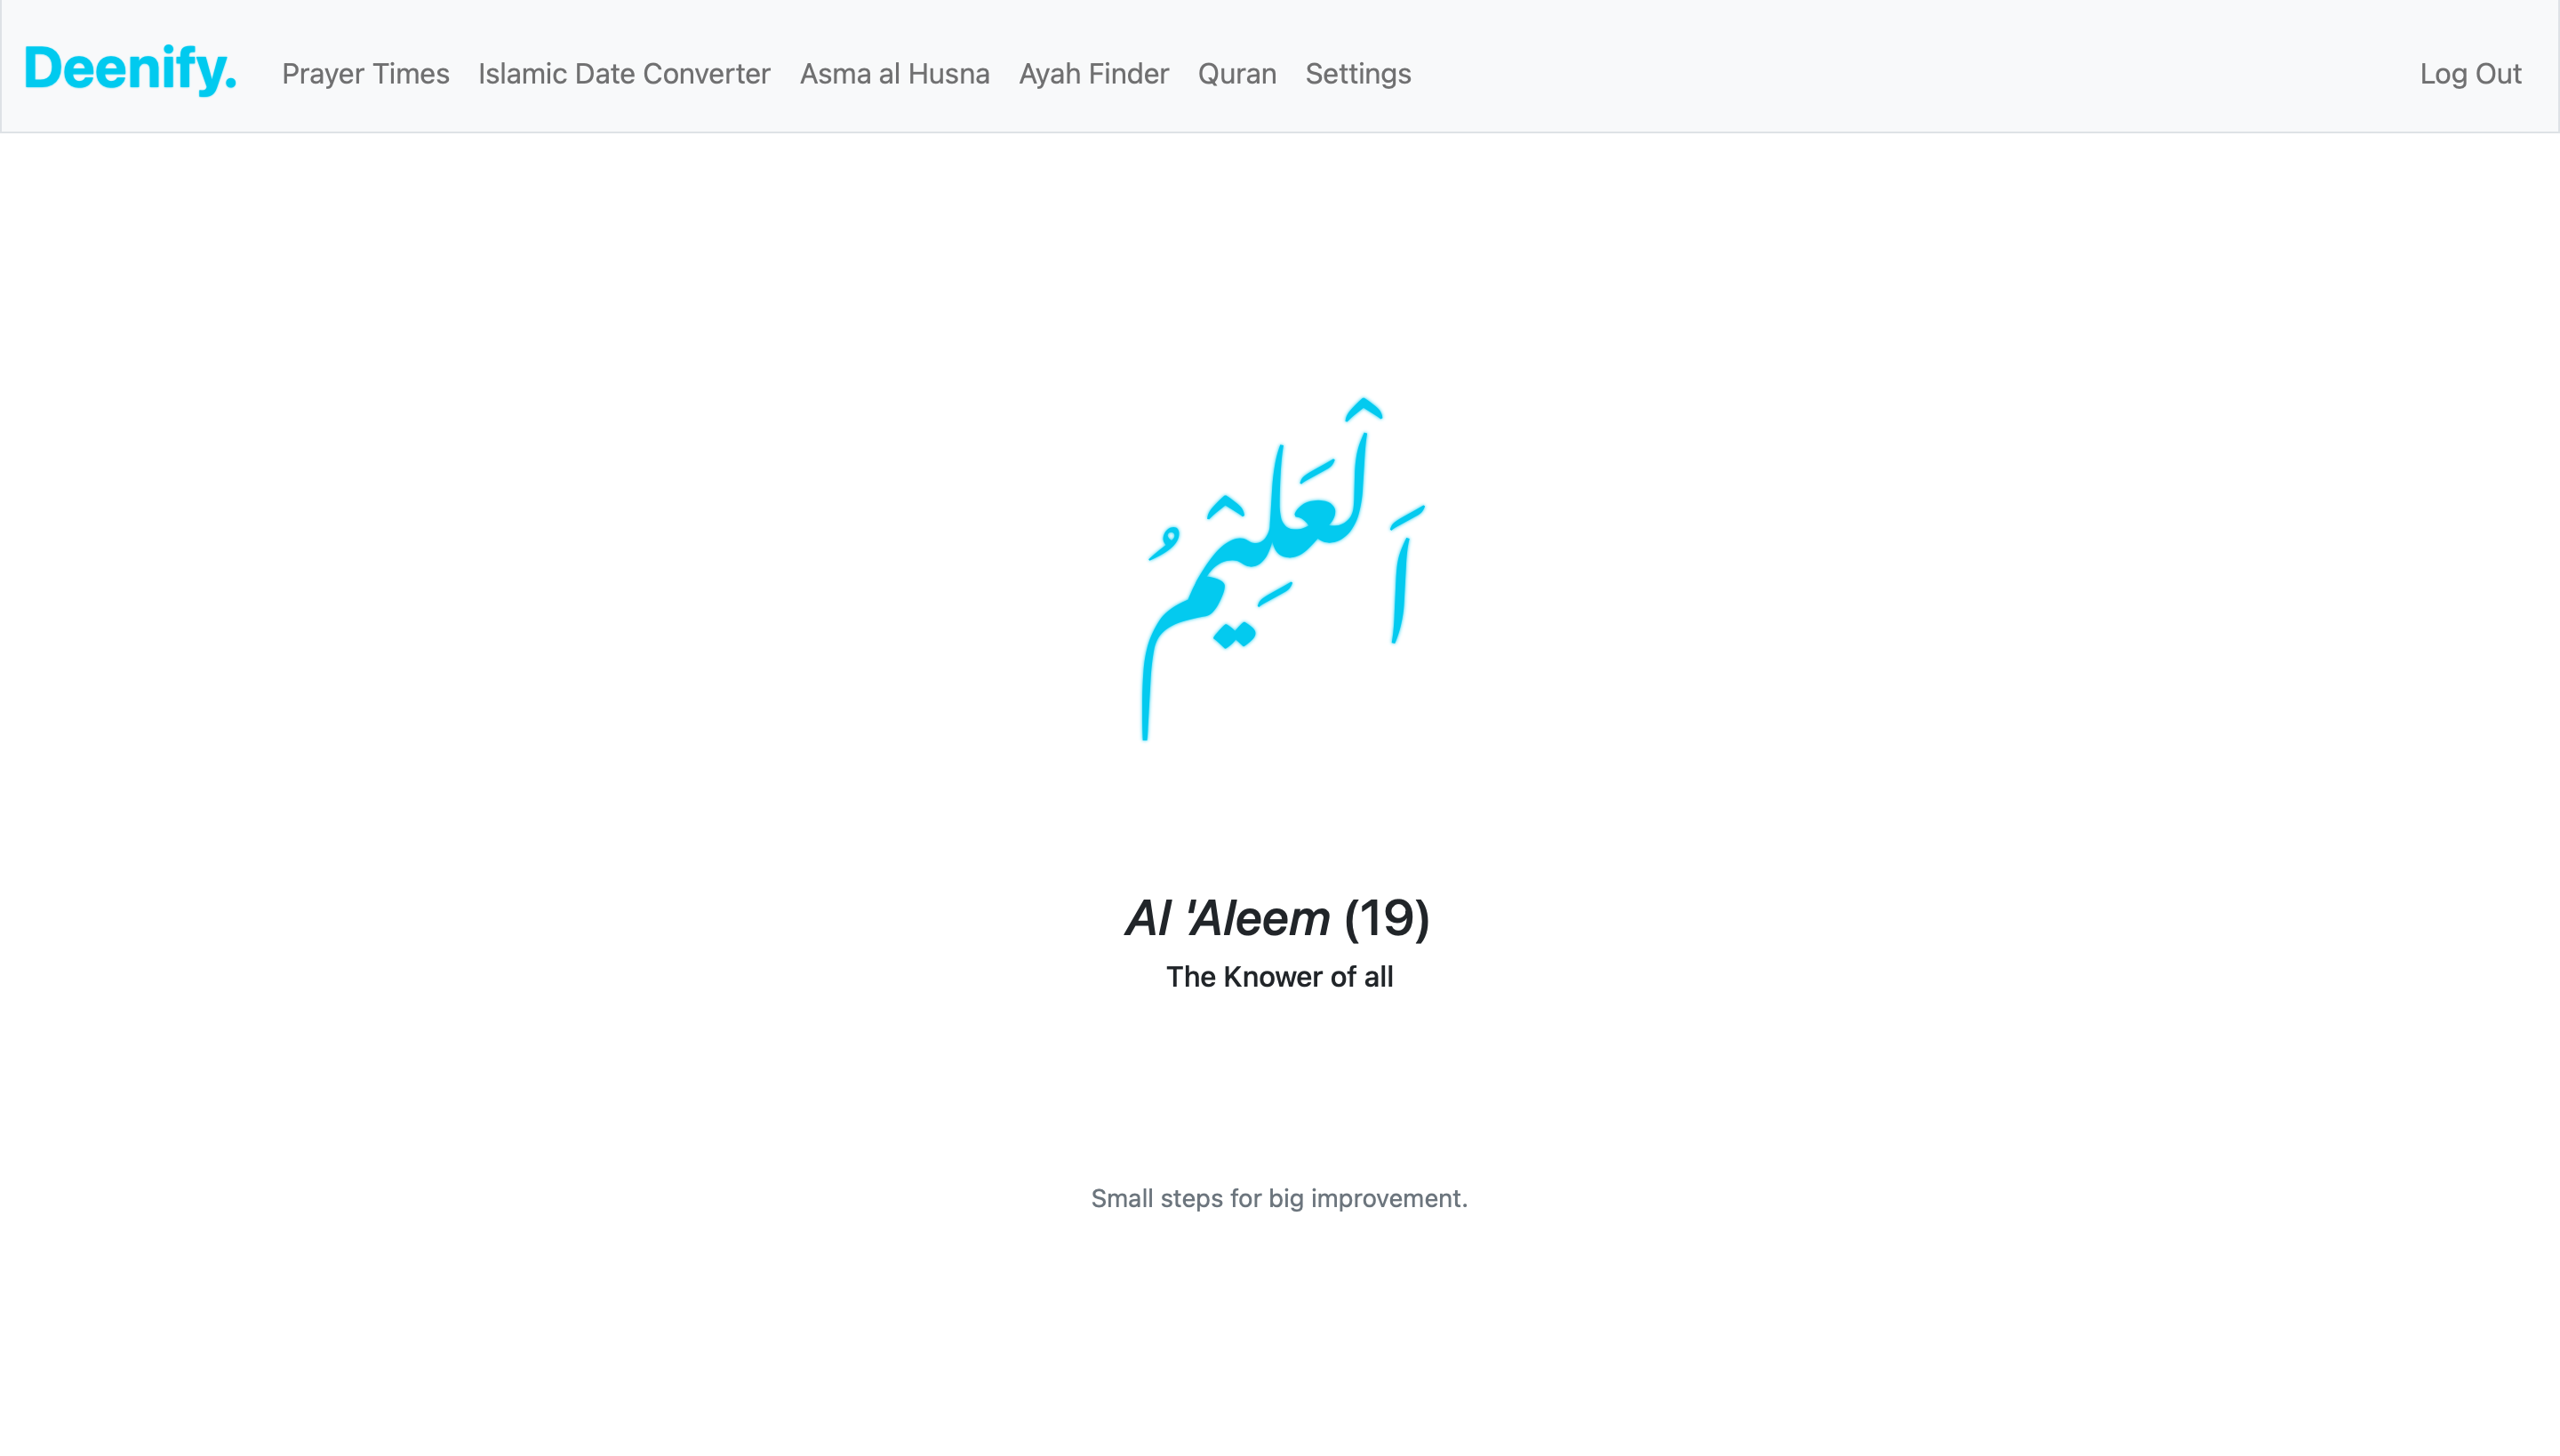 Deenify. Prayer Times Islamic Date Converter Asma al Husna Ayah Finder Quran Settings Log Out
اَلْعَلِيْمُ
Al 'Aleem (19)
The Knower of all
Small steps for big improvement.